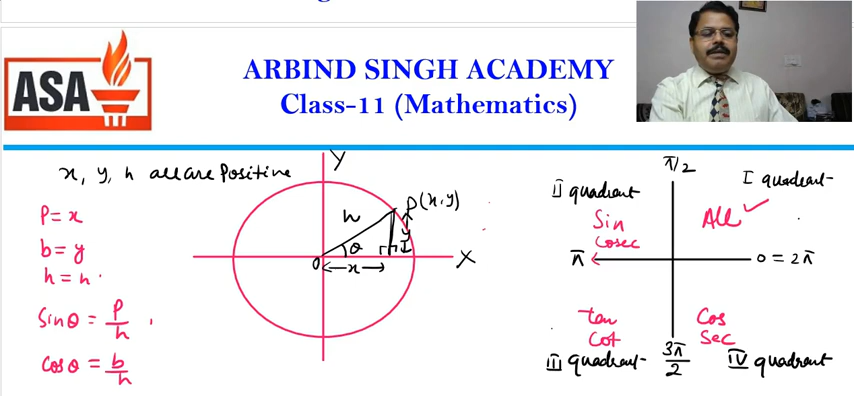 ASA
ARBIND SINGH ACADEMY
Class-11 (Mathematics)
x, y, h all are Positive
P = x
b = y
h = h
Sinθ = P/h
Cosθ = b/h
Y
h
P(x,y)
y
θ
I
O
x
X
π/2
II quadrant
I quadrant
Sin
Cosec
All ✓
π
0 = 2π
tan
Cot
Cos
Sec
III quadrant
3π/2
IV quadrant